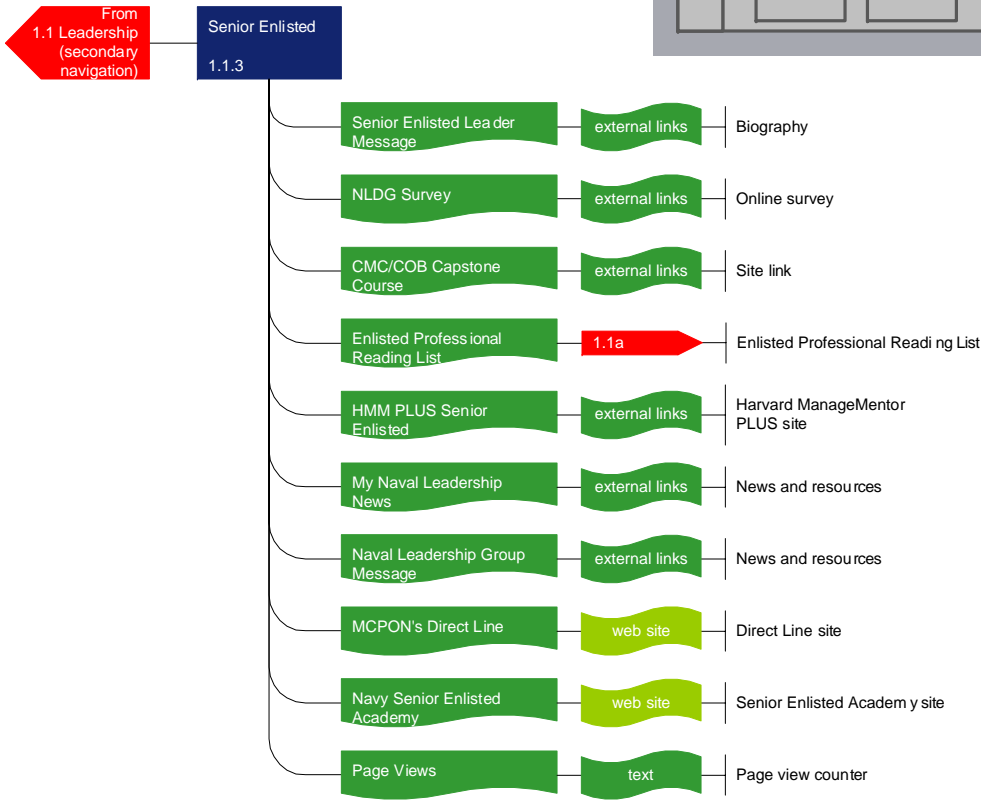 From
1.1 Leadership
(secondary
navigation)
Senior Enlisted
1.1.3
Senior Enlisted Leader
Message
external links
Biography
NLDG Survey
external links
Online survey
CMC/COB Capstone
Course
external links
Site link
Enlisted Professional
Reading List
1.1a
Enlisted Professional Reading List
HMM PLUS Senior
Enlisted
external links
Harvard ManageMentor
PLUS site
My Naval Leadership
News
external links
News and resources
Naval Leadership Group
Message
external links
News and resources
MCPON's Direct Line
web site
Direct Line site
Navy Senior Enlisted
Academy
web site
Senior Enlisted Academy site
Page Views
text
Page view counter